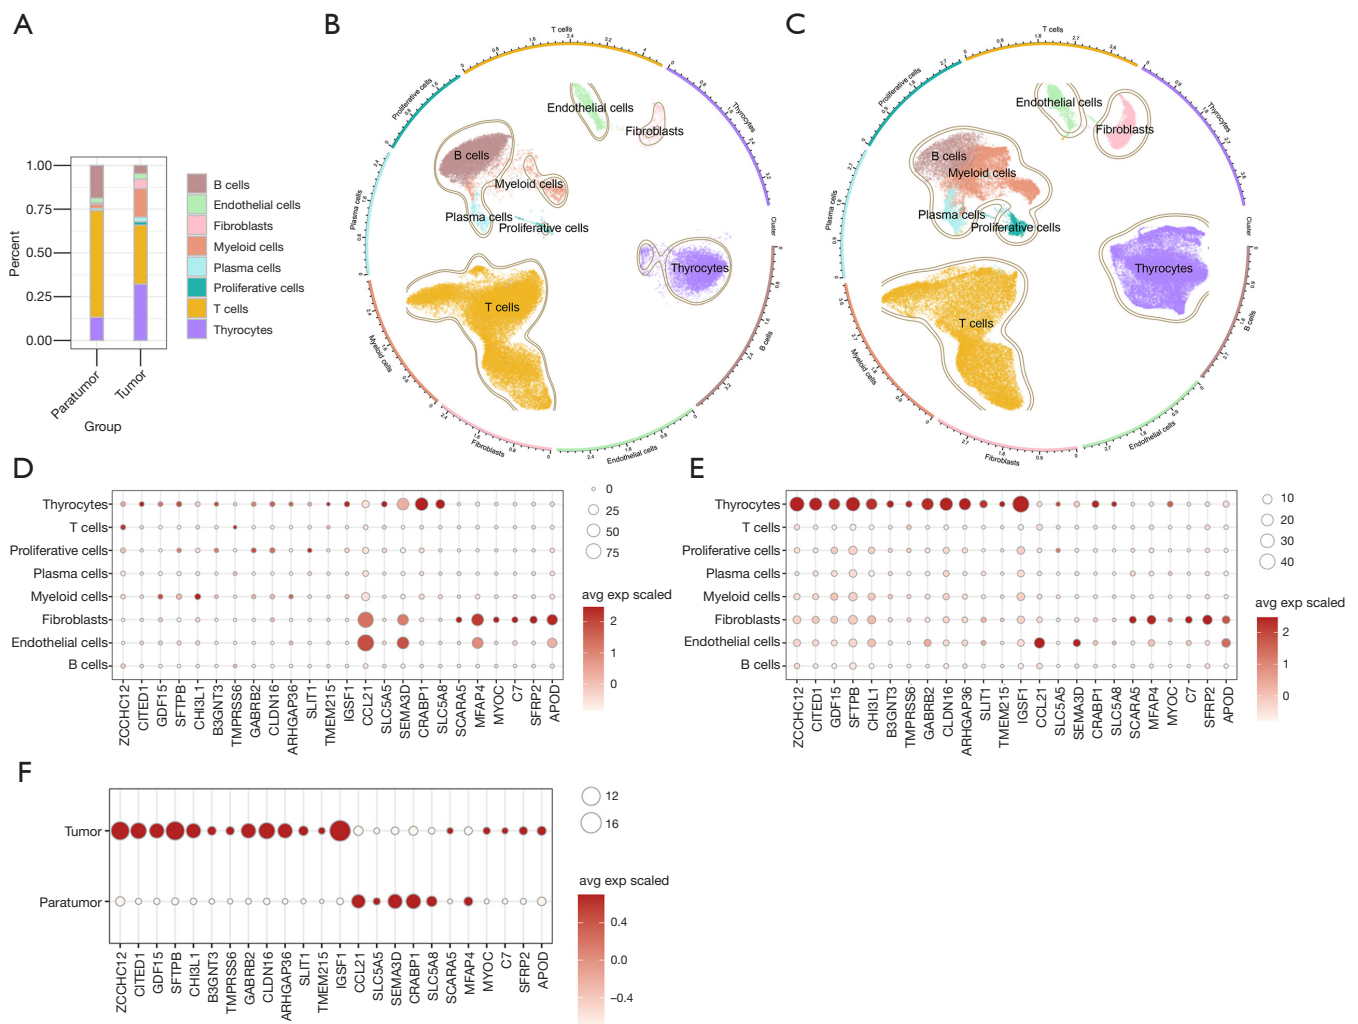 A
1.00
0.75
0.50
0.25
0.00
Percent
Paratumor
Tumor
Group
B cells
Endothelial cells
Fibroblasts
Myeloid cells
Plasma cells
Proliferative cells
T cells
Thyrocytes
B
T cells
Thyrocytes
Cluster
B cells
Endothelial cells
Fibroblasts
Myeloid cells
Plasma cells
Proliferative cells
Endothelial cells
Fibroblasts
B cells
Myeloid cells
Plasma cells
Proliferative cells
Thyrocytes
T cells
C
T cells
Thyrocytes
Cluster
B cells
Endothelial cells
Fibroblasts
Myeloid cells
Plasma cells
Proliferative cells
Endothelial cells
Fibroblasts
B cells
Myeloid cells
Plasma cells
Proliferative cells
Thyrocytes
T cells
D
Thyrocytes
T cells
Proliferative cells
Plasma cells
Myeloid cells
Fibroblasts
Endothelial cells
B cells
ZCCHC12
CITED1
GDF15
SFTPB
CHI3L1
B3GNT3
TMPRSS6
GABRB2
CLDN16
ARHGAP36
SLIT1
TMEM215
IGSF1
CCL21
SLC5A5
SEMA3D
CRABP1
SLC5A8
SCARA5
MFAP4
MYOC
C7
SFRP2
APOD
0
25
50
75
avg exp scaled
2
1
0
E
Thyrocytes
T cells
Proliferative cells
Plasma cells
Myeloid cells
Fibroblasts
Endothelial cells
B cells
ZCCHC12
CITED1
GDF15
SFTPB
CHI3L1
B3GNT3
TMPRSS6
GABRB2
CLDN16
ARHGAP36
SLIT1
TMEM215
IGSF1
CCL21
SLC5A5
SEMA3D
CRABP1
SLC5A8
SCARA5
MFAP4
MYOC
C7
SFRP2
APOD
10
20
30
40
avg exp scaled
2
1
0
F
Tumor
Paratumor
ZCCHC12
CITED1
GDF15
SFTPB
CHI3L1
B3GNT3
TMPRSS6
GABRB2
CLDN16
ARHGAP36
SLIT1
TMEM215
IGSF1
CCL21
SLC5A5
SEMA3D
CRABP1
SLC5A8
SCARA5
MFAP4
MYOC
C7
SFRP2
APOD
12
16
avg exp scaled
0.4
0.0
−0.4